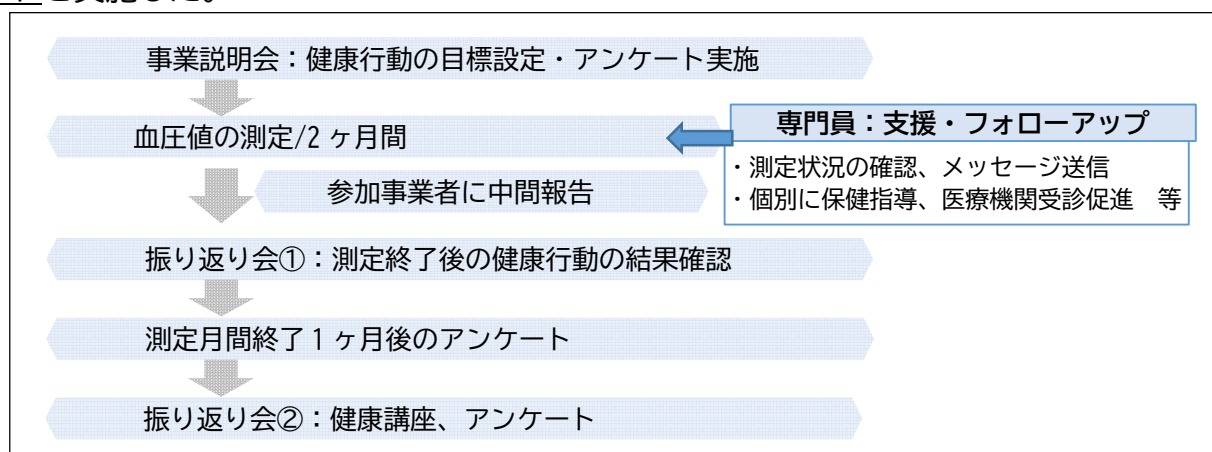 を実施した。
事業説明会：健康行動の目標設定・アンケート実施
血圧値の測定/2 ヶ月間
専門員：支援・フォローアップ
・測定状況の確認、メッセージ送信
・個別に保健指導、医療機関受診促進　等
参加事業者に中間報告
振り返り会①：測定終了後の健康行動の結果確認
測定月間終了１ヶ月後のアンケート
振り返り会②：健康講座、アンケート